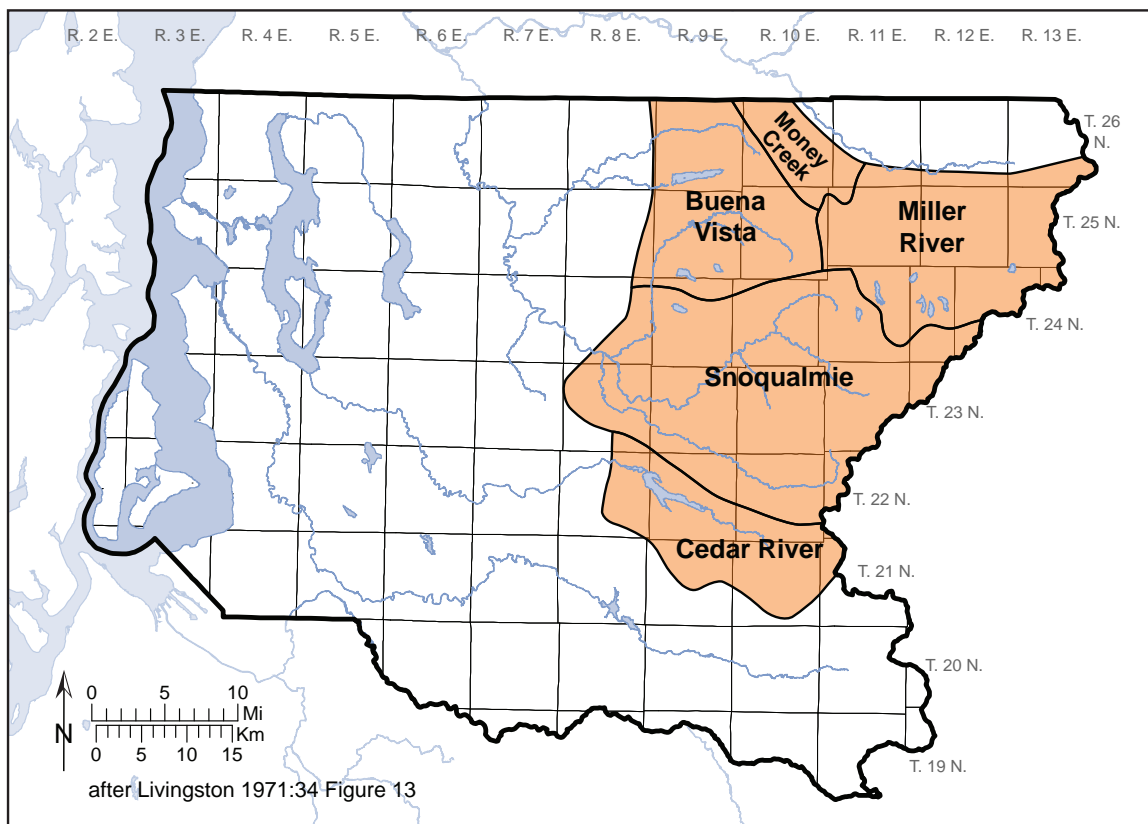 R. 2 E.
R. 3 E.
R. 4 E.
R. 5 E.
R. 6 E.
R. 7 E.
R. 8 E.
R. 9 E.
R. 10 E.
R. 11 E.
R. 12 E.
R. 13 E.
T. 26
N.
Money
Creek
Buena
Vista
Miller
River
T. 25 N.
T. 24 N.
Snoqualmie
T. 23 N.
T. 22 N.
Cedar River
T. 21 N.
T. 20 N.
T. 19 N.
N
0 5 10
Mi
Km
0 5 10 15
after Livingston 1971:34 Figure 13